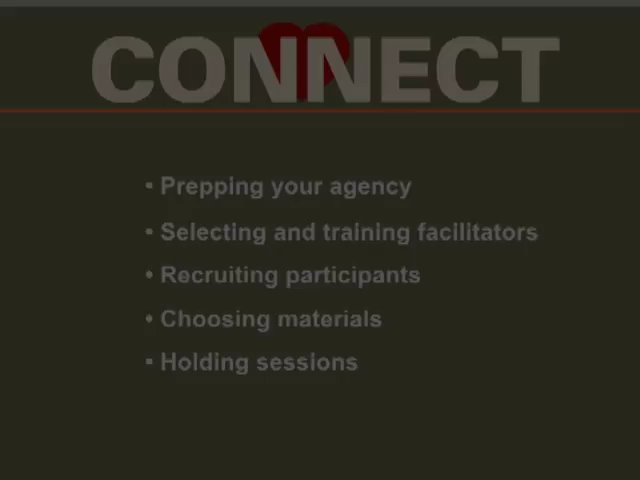 CONNECT
• Prepping your agency
• Selecting and training facilitators
• Recruiting participants
• Choosing materials
• Holding sessions